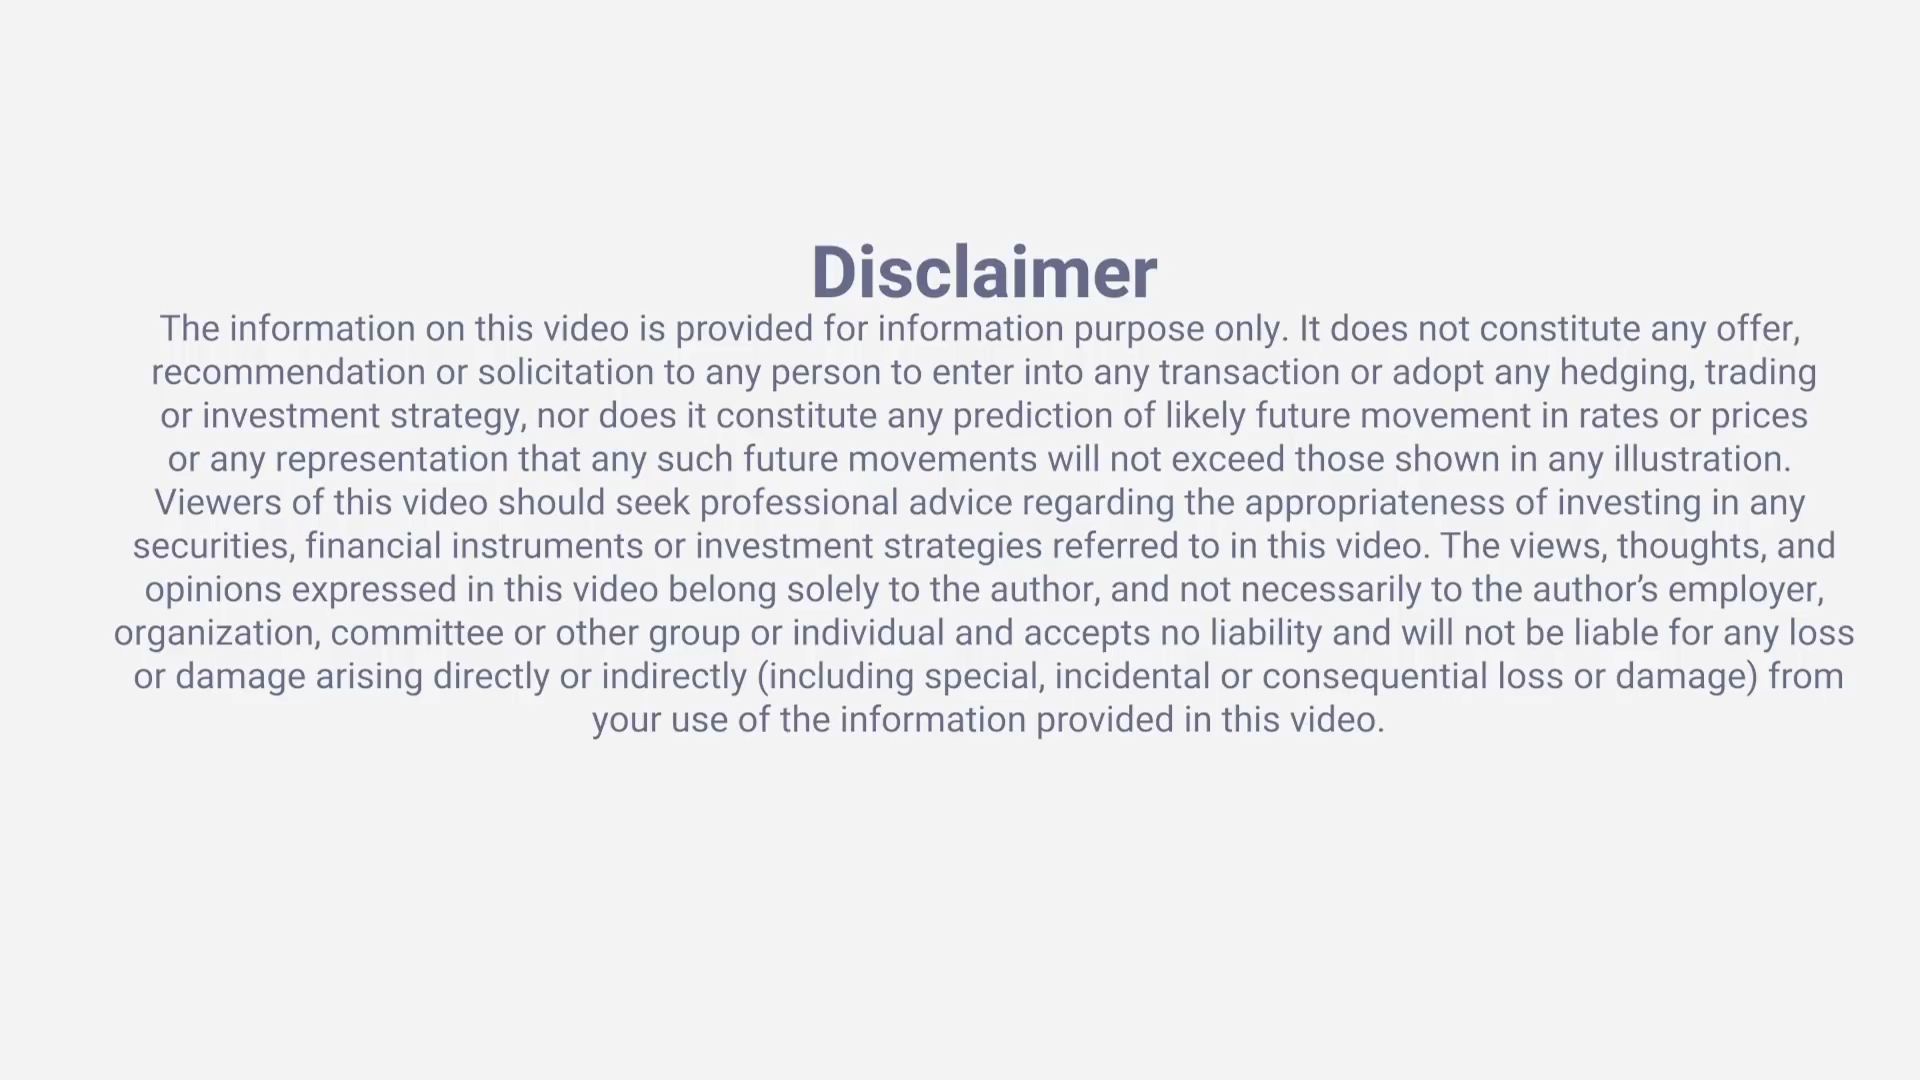 Disclaimer
The information on this video is provided for information purpose only. It does not constitute any offer,
recommendation or solicitation to any person to enter into any transaction or adopt any hedging, trading
or investment strategy, nor does it constitute any prediction of likely future movement in rates or prices
or any representation that any such future movements will not exceed those shown in any illustration.
Viewers of this video should seek professional advice regarding the appropriateness of investing in any
securities, financial instruments or investment strategies referred to in this video. The views, thoughts, and
opinions expressed in this video belong solely to the author, and not necessarily to the author’s employer,
organization, committee or other group or individual and accepts no liability and will not be liable for any loss
or damage arising directly or indirectly (including special, incidental or consequential loss or damage) from
your use of the information provided in this video.